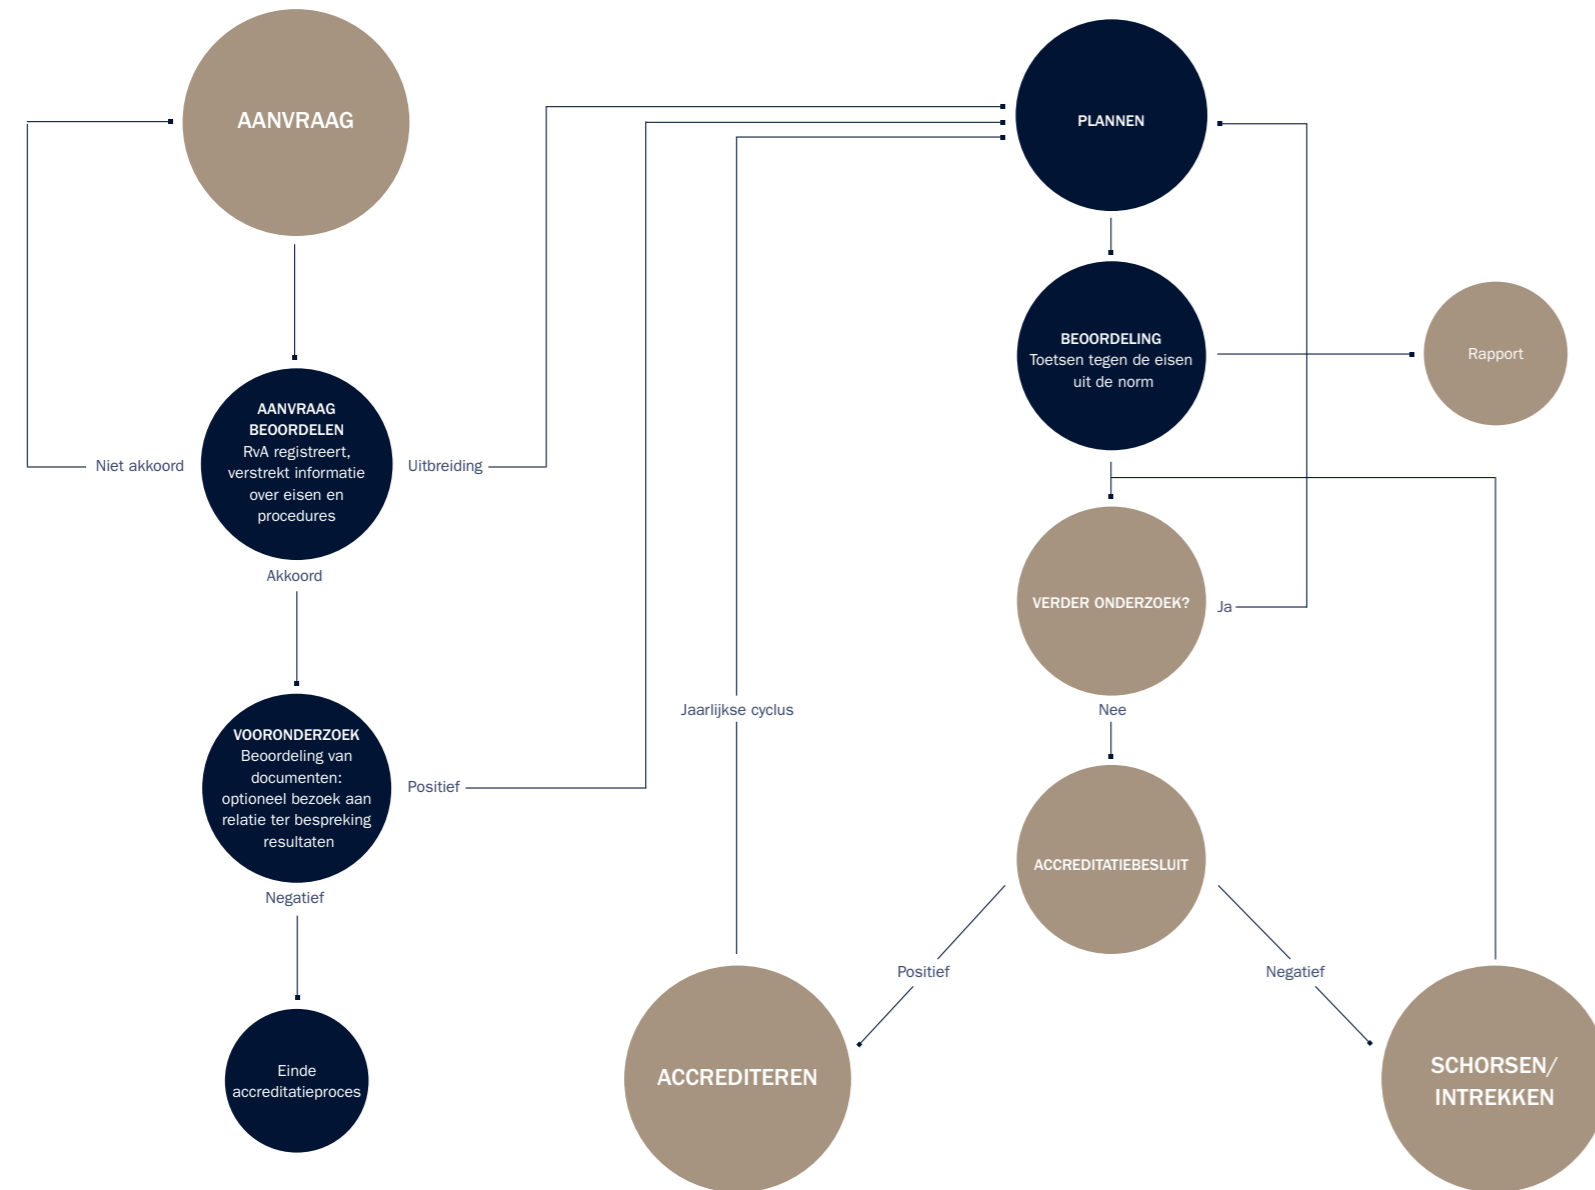 AANVRAAG
AANVRAAG
BEOORDELEN
RvA registreert,
verstrekt informatie
over eisen en
procedures
Niet akkoord
Uitbreiding
Akkoord
VOORONDERZOEK
Beoordeling van
documenten:
optioneel bezoek aan
relatie ter bespreking
resultaten
Positief
Negatief
Einde
accreditatieproces
Jaarlijkse cyclus
PLANNEN
BEOORDELING
Toetsen tegen de eisen
uit de norm
Rapport
VERDER ONDERZOEK?
Ja
Nee
ACCREDITATIEBESLUIT
Positief
Negatief
ACCREDITEREN
SCHORSEN/
INTREKKEN